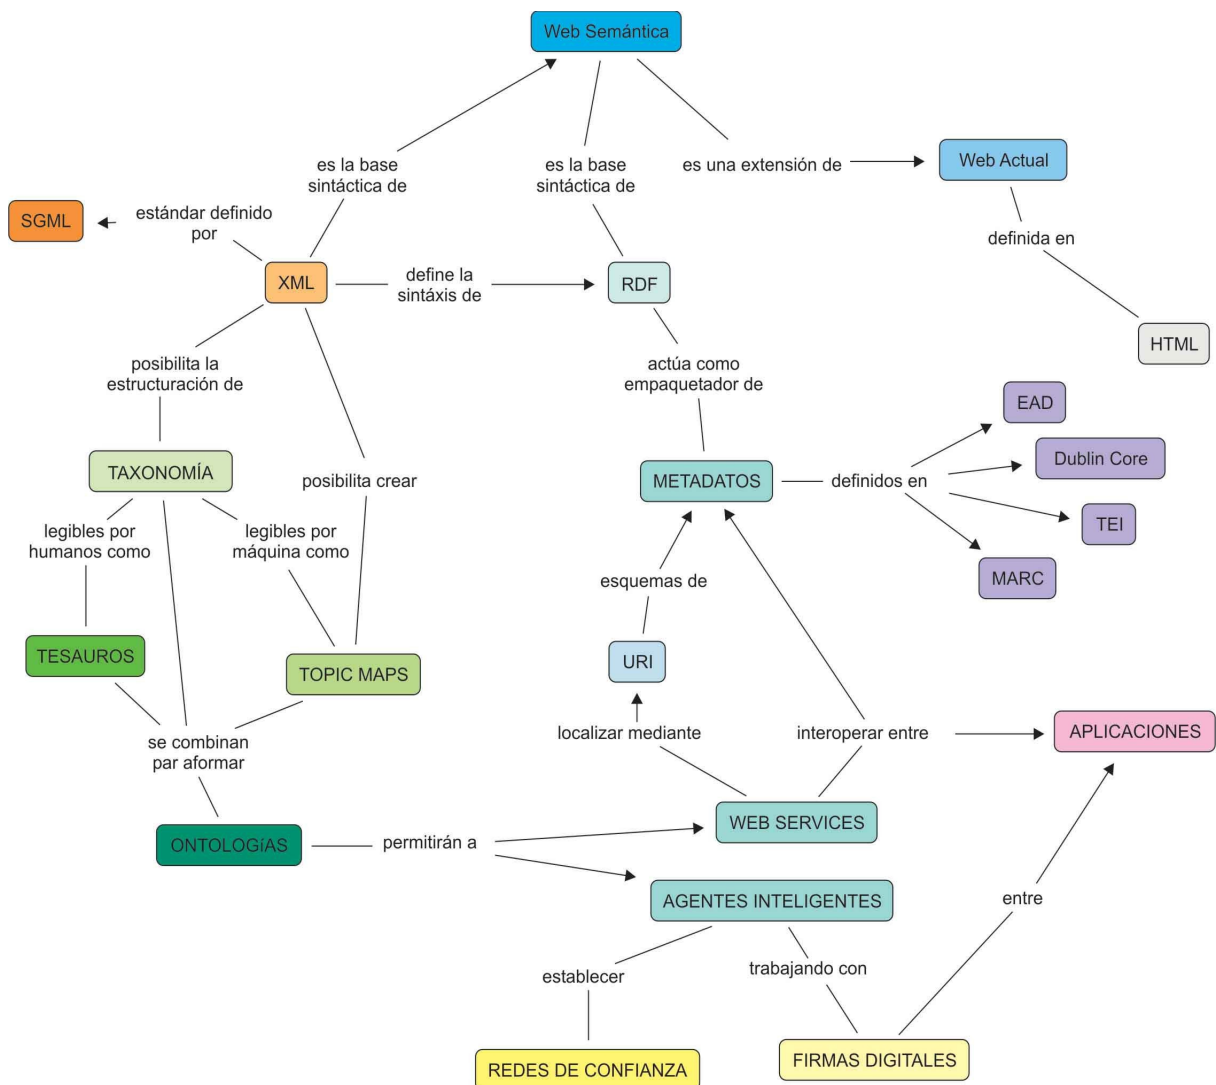 Web Semántica
es la base
sintáctica de
es la base
sintáctica de
es una extensión de
Web Actual
SGML
estándar definido
por
definida en
XML
define la
sintáxis de
RDF
HTML
posibilita la
estructuración de
actúa como
empaquetador de
EAD
TAXONOMÍA
posibilita crear
METADATOS
definidos en
Dublin Core
TEI
MARC
legibles por
humanos como
legibles por
máquina como
esquemas de
TESAUROS
TOPIC MAPS
URI
se combinan
par aformar
localizar mediante
interoperar entre
APLICACIONES
ONTOLOGíAS
permitirán a
WEB SERVICES
AGENTES INTELIGENTES
entre
establecer
trabajando con
REDES DE CONFIANZA
FIRMAS DIGITALES